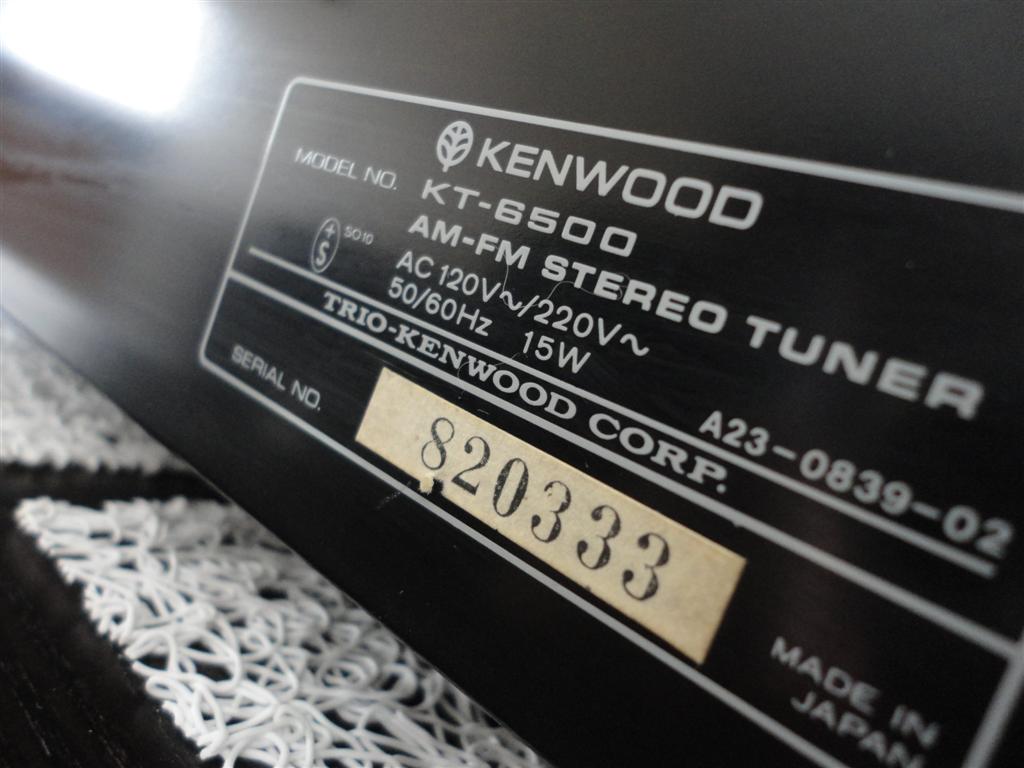 KENWOOD
MODEL NO. KT-6500
AM-FM STEREO TUNER
+S SO10
AC 120V~/220V~
50/60Hz 15W
A23-0839-02
TRIO-KENWOOD CORP.
SERIAL NO. 820333
MADE IN
JAPAN